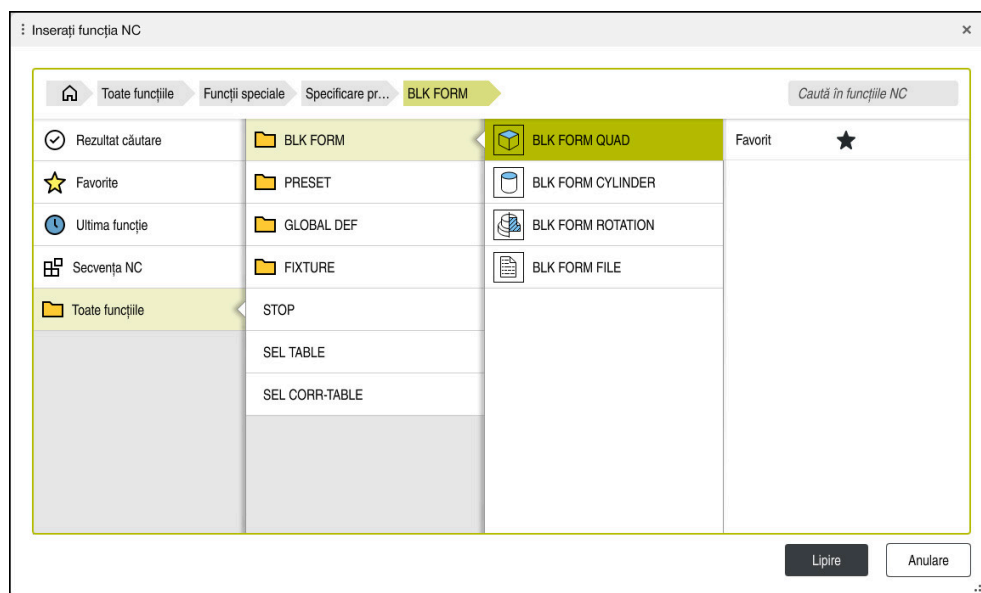 Inserați funcția NC
Toate funcțiile
Funcții speciale
Specificare pr...
BLK FORM
Caută în funcțiile NC
Rezultat căutare
Favorite
Ultima funcție
Secvența NC
Toate funcțiile
BLK FORM
PRESET
GLOBAL DEF
FIXTURE
STOP
SEL TABLE
SEL CORR-TABLE
BLK FORM QUAD
BLK FORM CYLINDER
BLK FORM ROTATION
BLK FORM FILE
Favorit
Lipire
Anulare